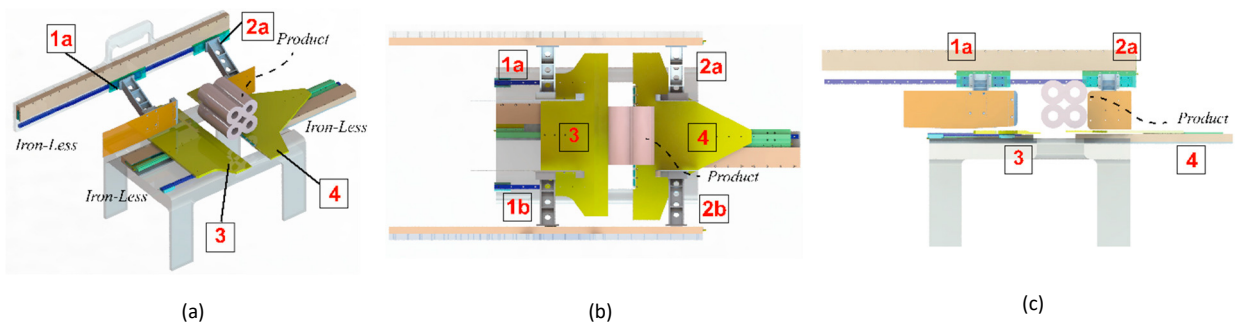 1a
2a
Product
Iron-Less
Iron-Less
Iron-Less
4
3
(a)
1a
2a
3
4
Product
1b
2b
(b)
1a
2a
Product
3
4
(c)